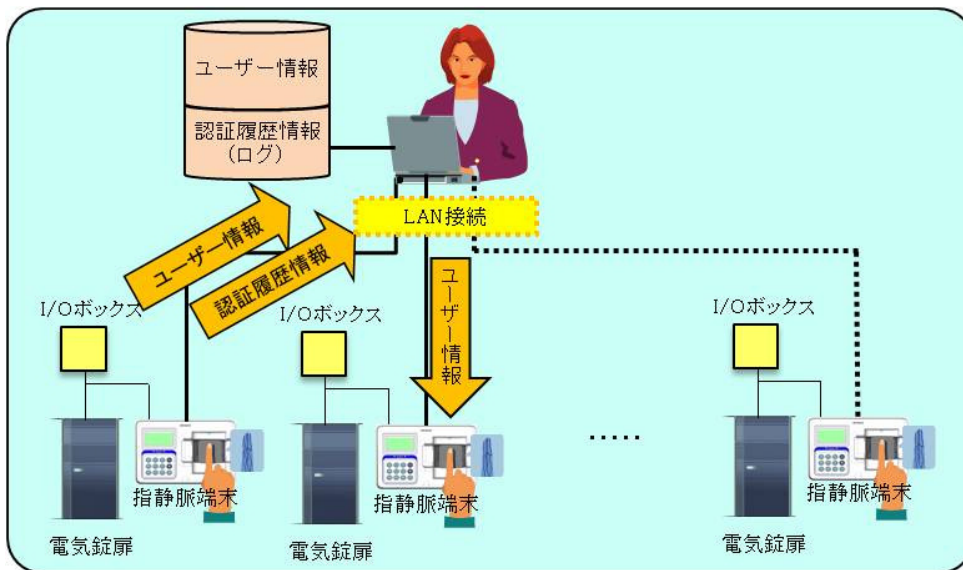 ユーザー情報
認証履歴情報
(ログ)
LAN接続
ユーザー情報
認証履歴情報
ユーザー情報
I/Oボックス
I/Oボックス
I/Oボックス
.....
指静脈端末
指静脈端末
指静脈端末
電気錠扉
電気錠扉
電気錠扉